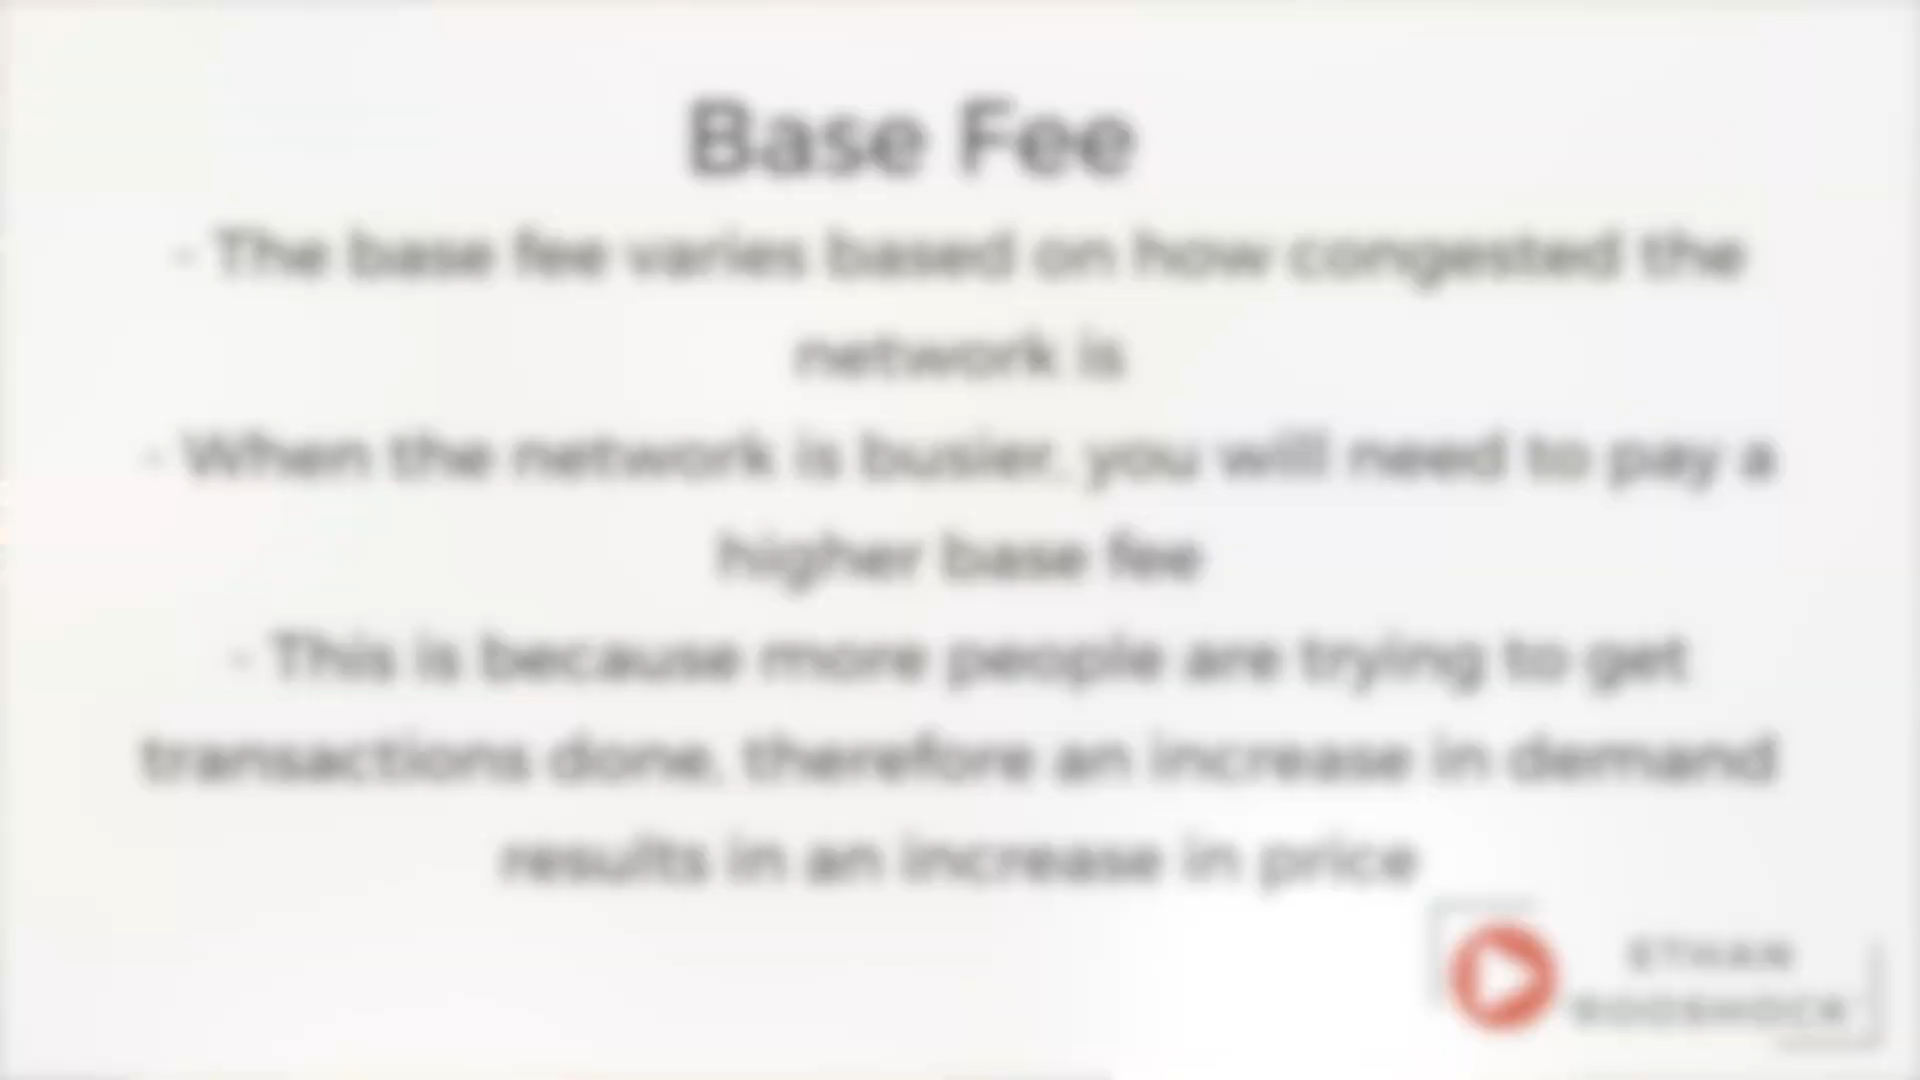 Base Fee
- The base fee varies based on how congested the
network is
- When the network is busier, you will need to pay a
higher base fee
- This is because more people are trying to get
transactions done, therefore an increase in demand
results in an increase in price
ETHAN